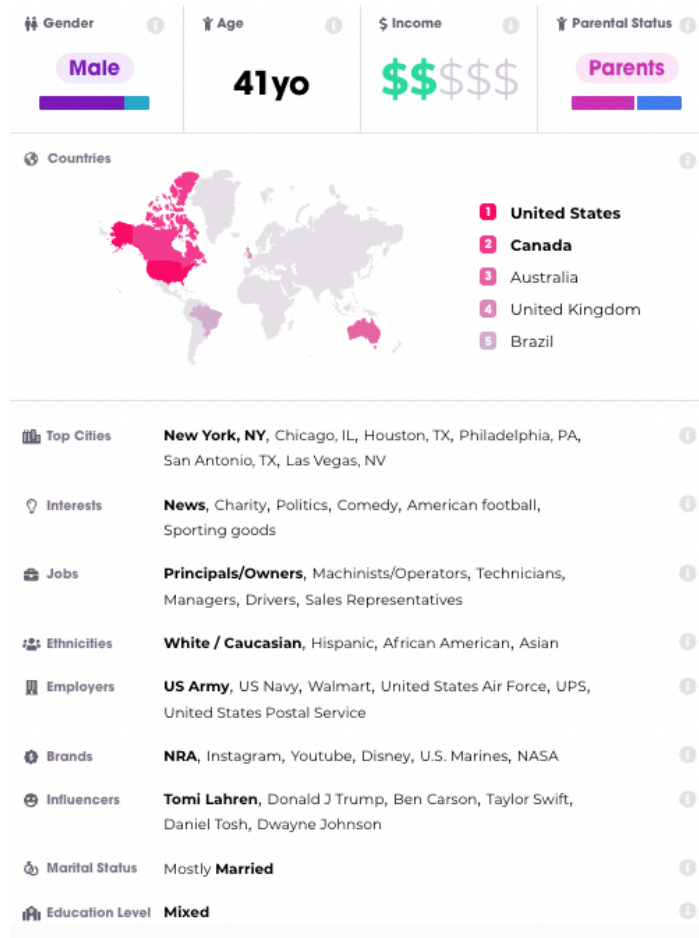 Gender
Age
$ Income
Parental Status
Male
41yo
$$$$$
Parents
Countries
1 United States
2 Canada
3 Australia
4 United Kingdom
5 Brazil
Top Cities
New York, NY, Chicago, IL, Houston, TX, Philadelphia, PA,
San Antonio, TX, Las Vegas, NV
Interests
News, Charity, Politics, Comedy, American football,
Sporting goods
Jobs
Principals/Owners, Machinists/Operators, Technicians,
Managers, Drivers, Sales Representatives
Ethnicities
White / Caucasian, Hispanic, African American, Asian
Employers
US Army, US Navy, Walmart, United States Air Force, UPS,
United States Postal Service
Brands
NRA, Instagram, Youtube, Disney, U.S. Marines, NASA
Influencers
Tomi Lahren, Donald J Trump, Ben Carson, Taylor Swift,
Daniel Tosh, Dwayne Johnson
Marital Status
Mostly Married
Education Level
Mixed